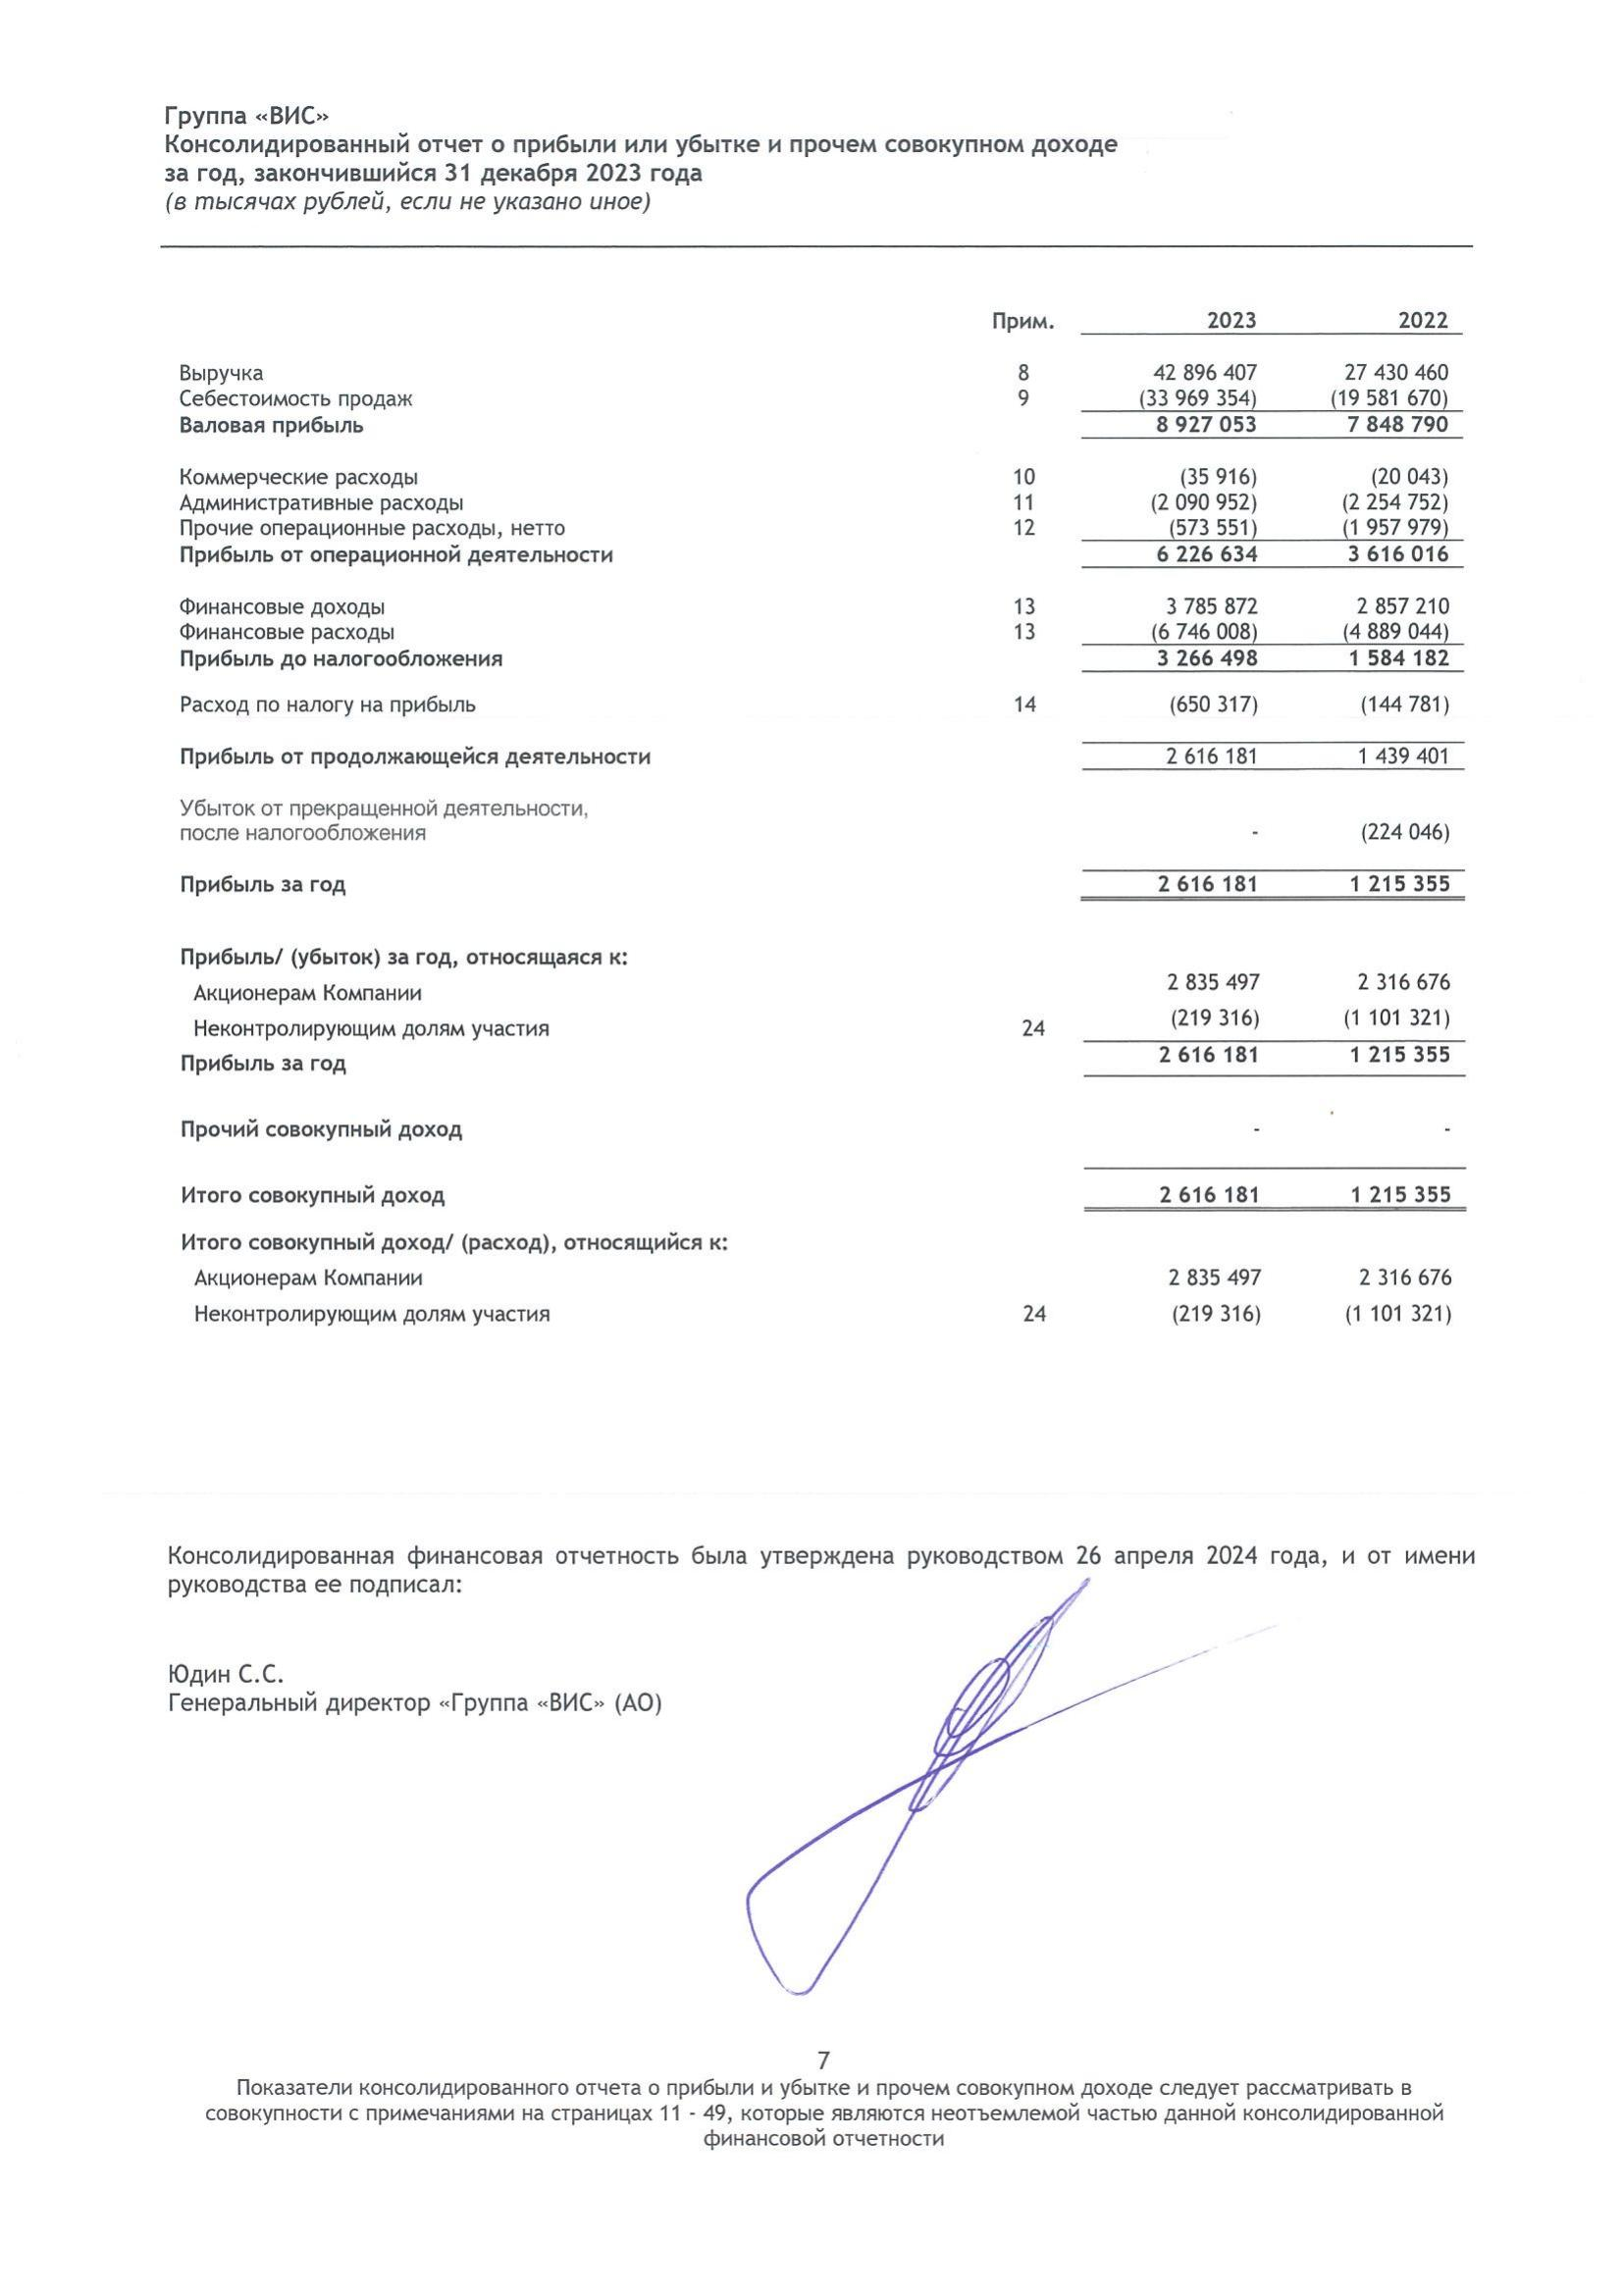 Группа «ВИС»
Консолидированный отчет о прибыли или убытке и прочем совокупном доходе
за год, закончившийся 31 декабря 2023 года
(в тысячах рублей, если не указано иное)
Прим. 2023 2022
Выручка 8 42 896 407 27 430 460
Себестоимость продаж 9 (33 969 354) (19 581 670)
Валовая прибыль 8 927 053 7 848 790
Коммерческие расходы 10 (35 916) (20 043)
Административные расходы 11 (2 090 952) (2 254 752)
Прочие операционные расходы, нетто 12 (573 551) (1 957 979)
Прибыль от операционной деятельности 6 226 634 3 616 016
Финансовые доходы 13 3 785 872 2 857 210
Финансовые расходы 13 (6 746 008) (4 889 044)
Прибыль до налогообложения 3 266 498 1 584 182
Расход по налогу на прибыль 14 (650 317) (144 781)
Прибыль от продолжающейся деятельности 2 616 181 1 439 401
Убыток от прекращенной деятельности,
после налогообложения - (224 046)
Прибыль за год 2 616 181 1 215 355
Прибыль/ (убыток) за год, относящаяся к:
Акционерам Компании 2 835 497 2 316 676
Неконтролирующим долям участия 24 (219 316) (1 101 321)
Прибыль за год 2 616 181 1 215 355
Прочий совокупный доход - -
Итого совокупный доход 2 616 181 1 215 355
Итого совокупный доход/ (расход), относящийся к:
Акционерам Компании 2 835 497 2 316 676
Неконтролирующим долям участия 24 (219 316) (1 101 321)
Консолидированная финансовая отчетность была утверждена руководством 26 апреля 2024 года, и от имени
руководства ее подписал:
Юдин С.С.
Генеральный директор «Группа «ВИС» (АО)
7
Показатели консолидированного отчета о прибыли и убытке и прочем совокупном доходе следует рассматривать в
совокупности с примечаниями на страницах 11 - 49, которые являются неотъемлемой частью данной консолидированной
финансовой отчетности